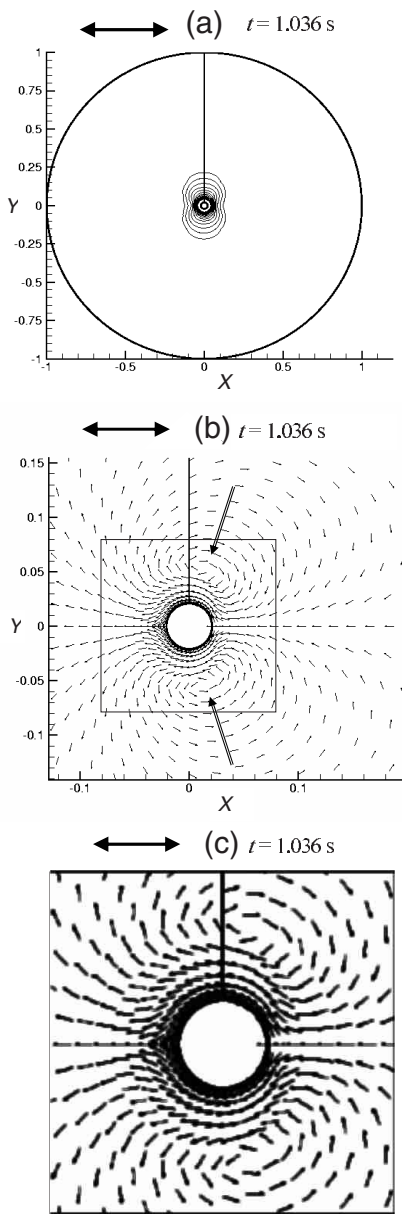 (a) t = 1.036 s
1
0.75
0.5
0.25
Y 0
-0.25
-0.5
-0.75
-1
-1 -0.5 0 0.5 1
X
(b) t = 1.036 s
0.15
0.1
0.05
Y 0
-0.05
-0.1
-0.1 0 0.1
X
(c) t = 1.036 s